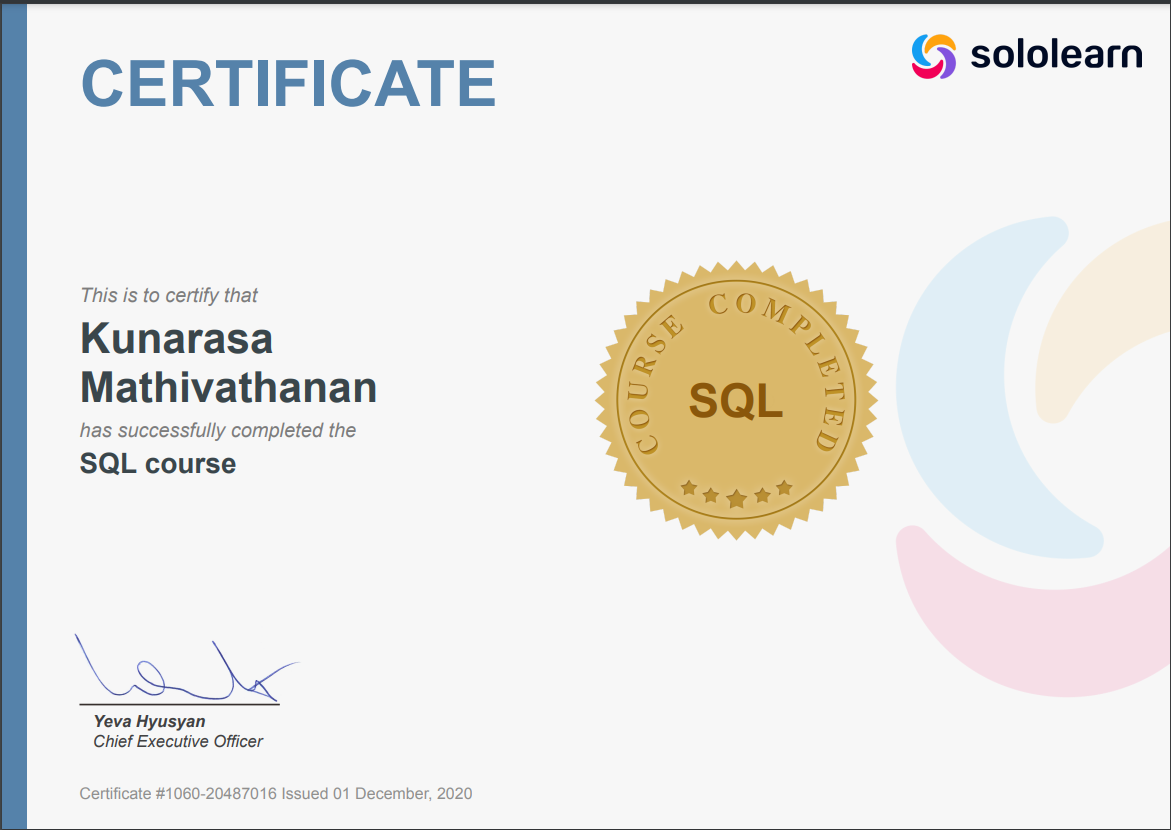 CERTIFICATE
sololearn
This is to certify that
Kunarasa
Mathivathanan
has successfully completed the
SQL course
COURSE COMPLETED
SQL
Yeva Hyusyan
Chief Executive Officer
Certificate #1060-20487016 Issued 01 December, 2020